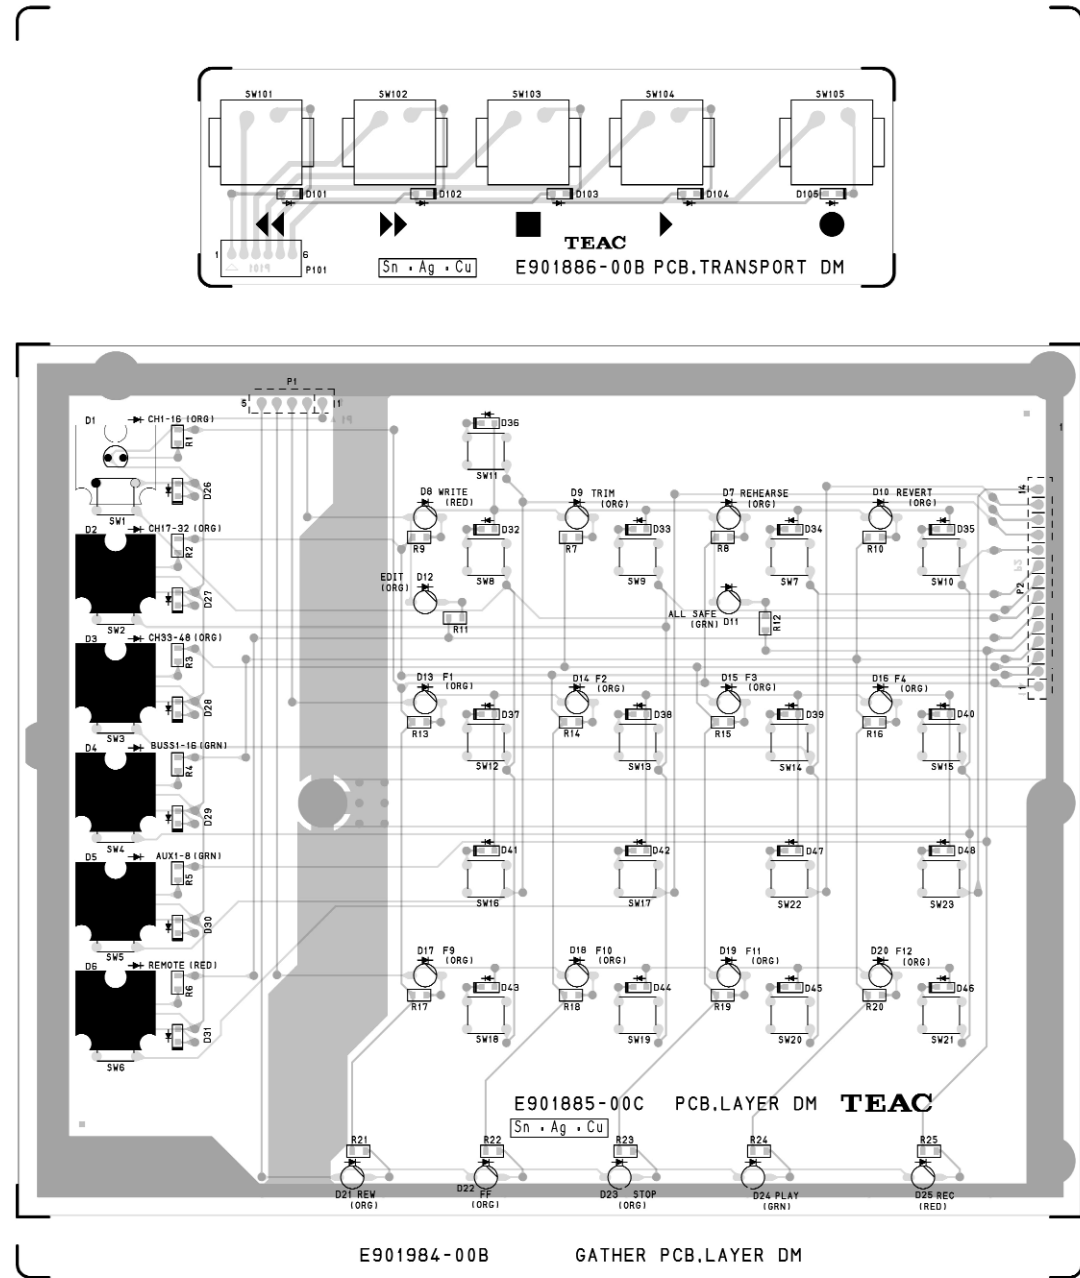 SW101 SW102 SW103 SW104 SW105
D101 D102 D103 D104 D105
1 P101 6 P101
TEAC
Sn · Ag · Cu E901886-00B PCB,TRANSPORT DM
P1
5 1 P1
D1 CH1-16 (ORG)
R1
D36
SW11
D26
SW1
D8 WRITE (RED)
D9 TRIM (ORG)
D7 REHEARSE (ORG)
D10 REVERT (ORG)
14
1
D2 CH17-32 (ORG)
R2
R9 D32 R7 D33 R8 D34 R10 D35
SW8 SW9 SW7 SW10
P2
P2
EDIT (ORG) D12
D27
SW2
R11
ALL SAFE (GRN) D11
R12
D3 CH33-48 (ORG)
R3
D13 F1 (ORG)
D14 F2 (ORG)
D15 F3 (ORG)
D16 F4 (ORG)
1
D28
SW3
R13 D37 R14 D38 R15 D39 R16 D40
D4 BUSS1-16 (GRN)
R4
SW12 SW13 SW14 SW15
D29
SW4
D5 AUX1-8 (GRN)
R5
D41 D42 D47 D48
SW16 SW17 SW22 SW23
D30
SW5
D6 REMOTE (RED)
R6
D17 F9 (ORG)
D18 F10 (ORG)
D19 F11 (ORG)
D20 F12 (ORG)
R17 D43 R18 D44 R19 D45 R20 D46
D31
SW6
SW18 SW19 SW20 SW21
E901885-00C PCB,LAYER DM TEAC
Sn · Ag · Cu
R21 R22 R23 R24 R25
D21 REW (ORG)
D22 FF (ORG)
D23 STOP (ORG)
D24 PLAY (GRN)
D25 REC (RED)
E901984-00B GATHER PCB,LAYER DM